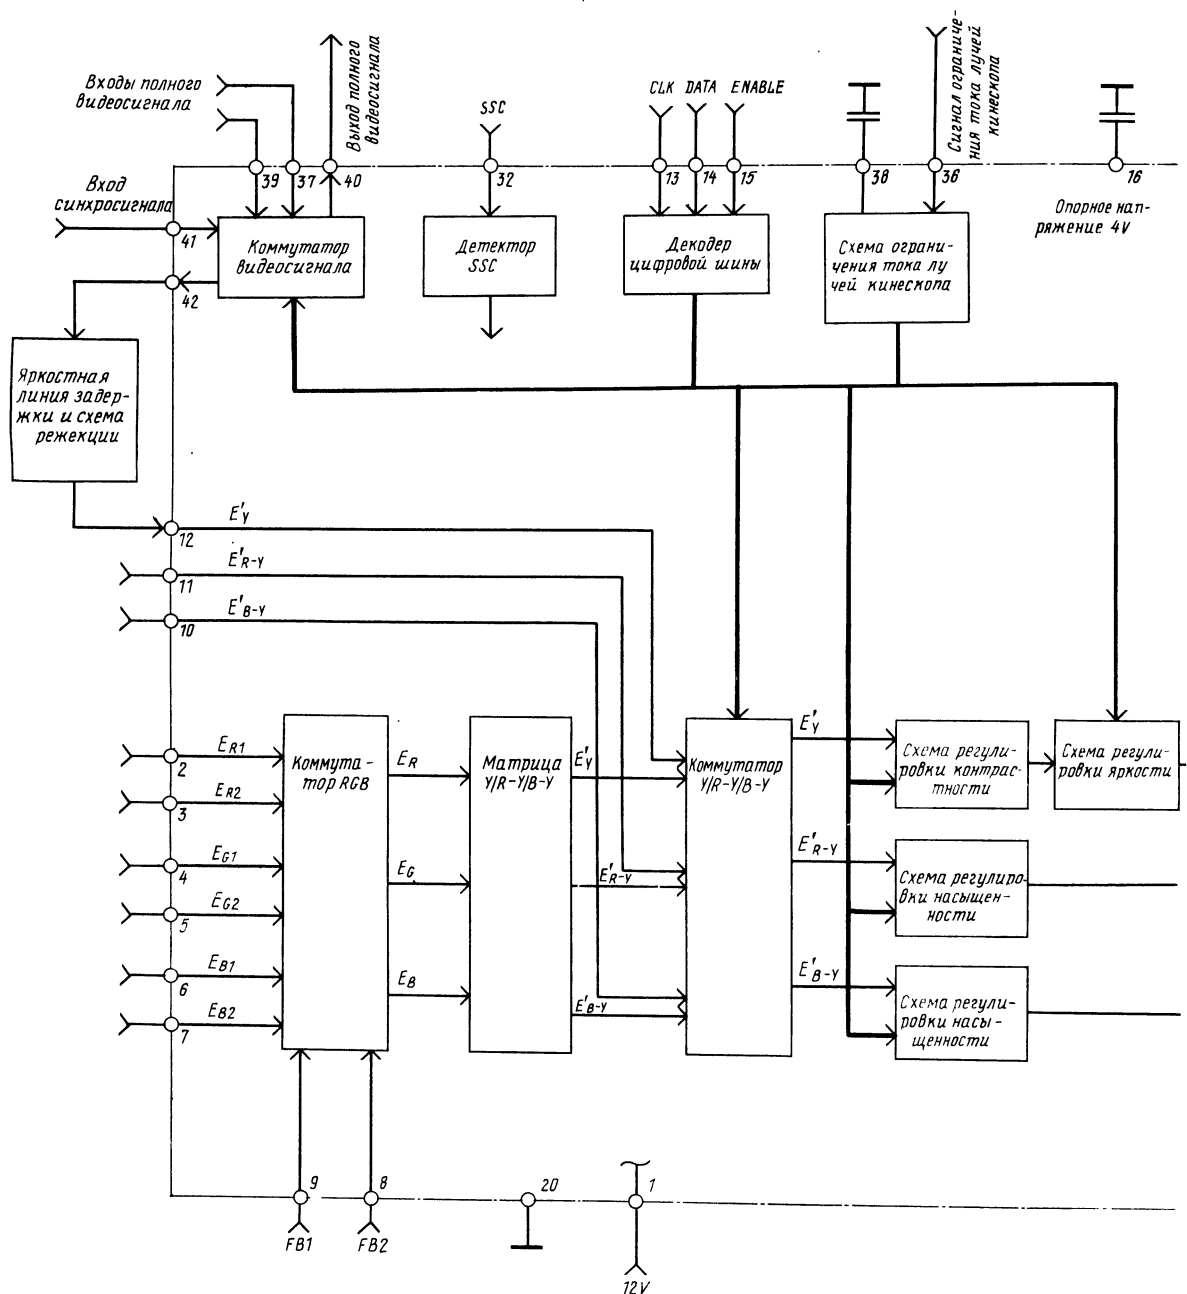 Входы полного
видеосигнала
Выход полного
видеосигнала
SSC
CLK DATA ENABLE
Сигнал ограниче-
ния тока лучей
кинескопа
39
37
40
32
13
14
15
38
36
16
Вход
синхросигнала
41
42
Опорное нап-
ряжение 4V
Коммутатор
видеосигнала
Детектор
SSC
Декодер
цифровой шины
Схема ограни-
чения тока лу
чей кинескопа
Яркостная
линия задер-
жки и схема
режекции
E'Y
12
E'R-Y
11
E'B-Y
10
ER1
2
ER2
3
EG1
4
EG2
5
EB1
6
EB2
7
Коммута-
тор RGB
ER
EG
EB
Матрица
Y/R-Y/B-Y
E'Y
E'R-Y
E'B-Y
Коммутатор
Y/R-Y/B-Y
E'Y
E'R-Y
E'B-Y
Схема регули-
ровки контрас-
тности
Схема регули-
ровки яркости
Схема регулиро-
вки насыщен-
ности
Схема регули-
ровки насы-
щенности
9
8
20
1
FB1
FB2
12V